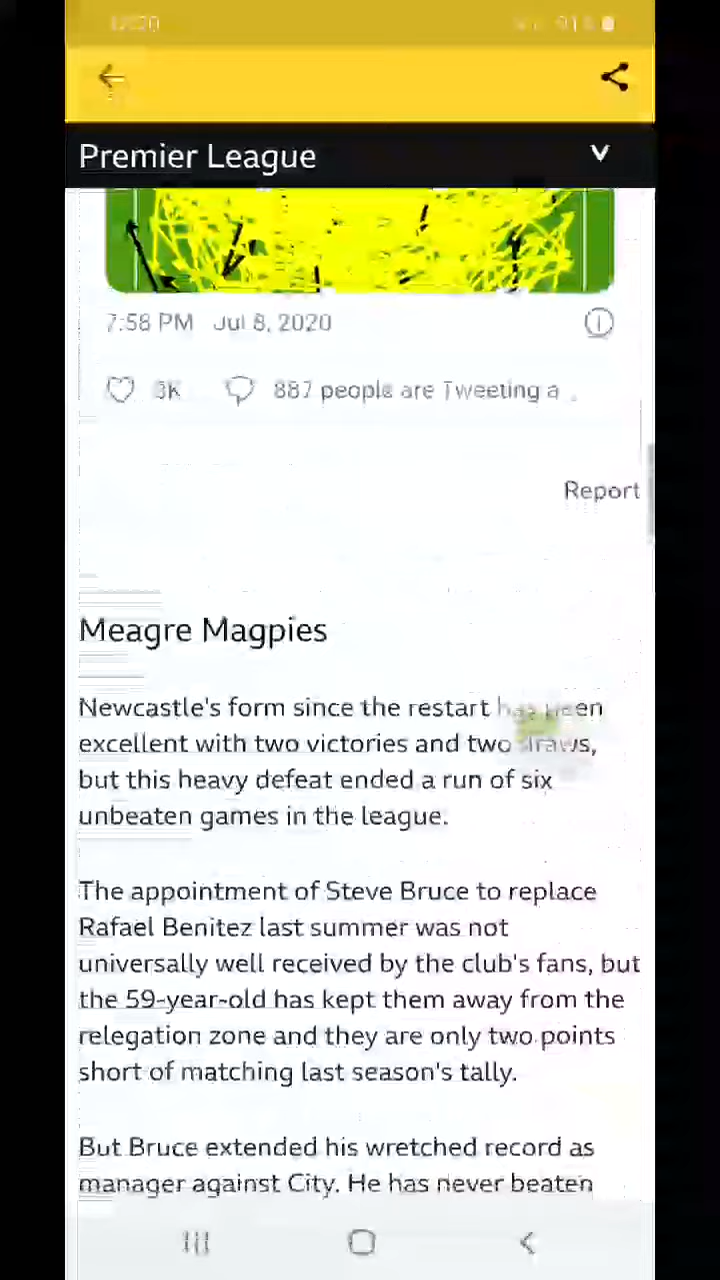 Premier League
7:58 PM Jul 8, 2020
3K 887 people are Tweeting a
Report
Meagre Magpies
Newcastle's form since the restart has been
excellent with two victories and two draws,
but this heavy defeat ended a run of six
unbeaten games in the league.
The appointment of Steve Bruce to replace
Rafael Benitez last summer was not
universally well received by the club's fans, but
the 59-year-old has kept them away from the
relegation zone and they are only two points
short of matching last season's tally.
But Bruce extended his wretched record as
manager against City. He has never beaten